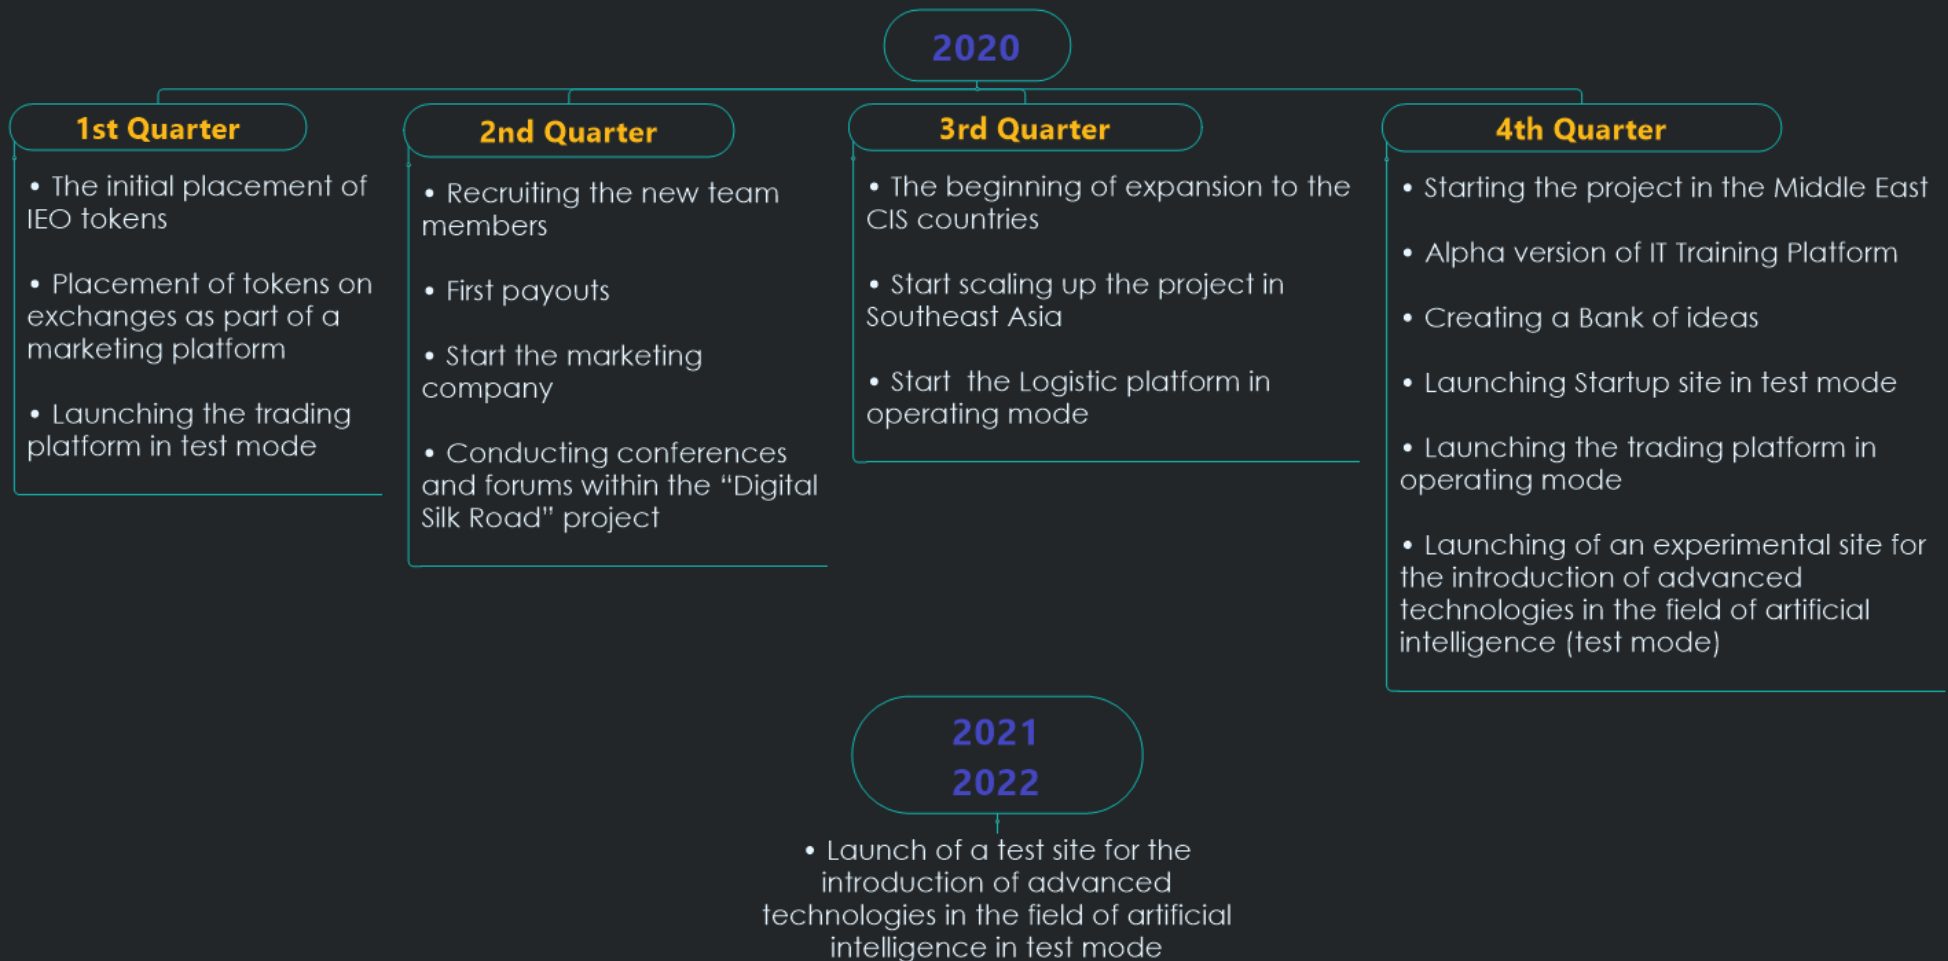 2020
1st Quarter
• The initial placement of
IEO tokens
• Placement of tokens on
exchanges as part of a
marketing platform
• Launching the trading
platform in test mode
2nd Quarter
• Recruiting the new team
members
• First payouts
• Start the marketing
company
• Conducting conferences
and forums within the “Digital
Silk Road” project
3rd Quarter
• The beginning of expansion to the
CIS countries
• Start scaling up the project in
Southeast Asia
• Start  the Logistic platform in
operating mode
4th Quarter
• Starting the project in the Middle East
• Alpha version of IT Training Platform
• Creating a Bank of ideas
• Launching Startup site in test mode
• Launching the trading platform in
operating mode
• Launching of an experimental site for
the introduction of advanced
technologies in the field of artificial
intelligence (test mode)
2021
2022
• Launch of a test site for the
introduction of advanced
technologies in the field of artificial
intelligence in test mode